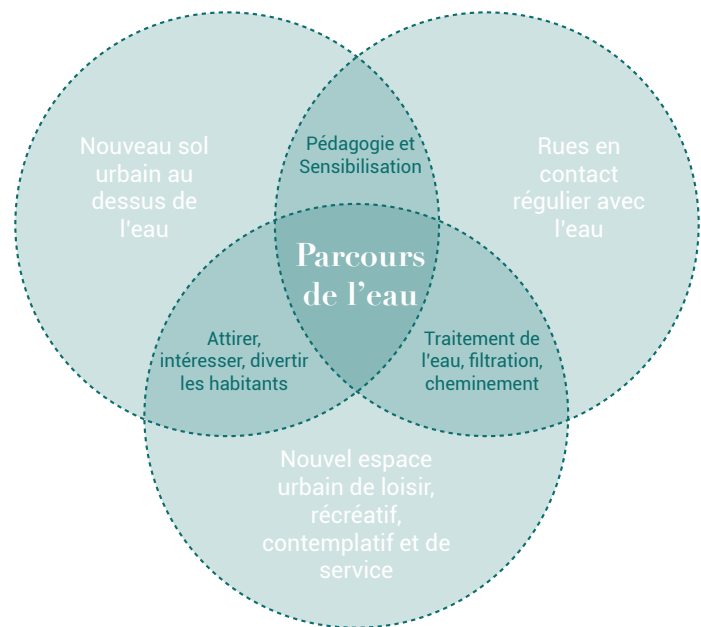 Pédagogie et
Sensibilisation
Nouveau sol
urbain au
dessus de
l'eau
Rues en
contact
régulier avec
l'eau
Parcours
de l’eau
Attirer,
intéresser, divertir
les habitants
Traitement de
l'eau, filtration,
cheminement
Nouvel espace
urbain de loisir,
récréatif,
contemplatif et de
service